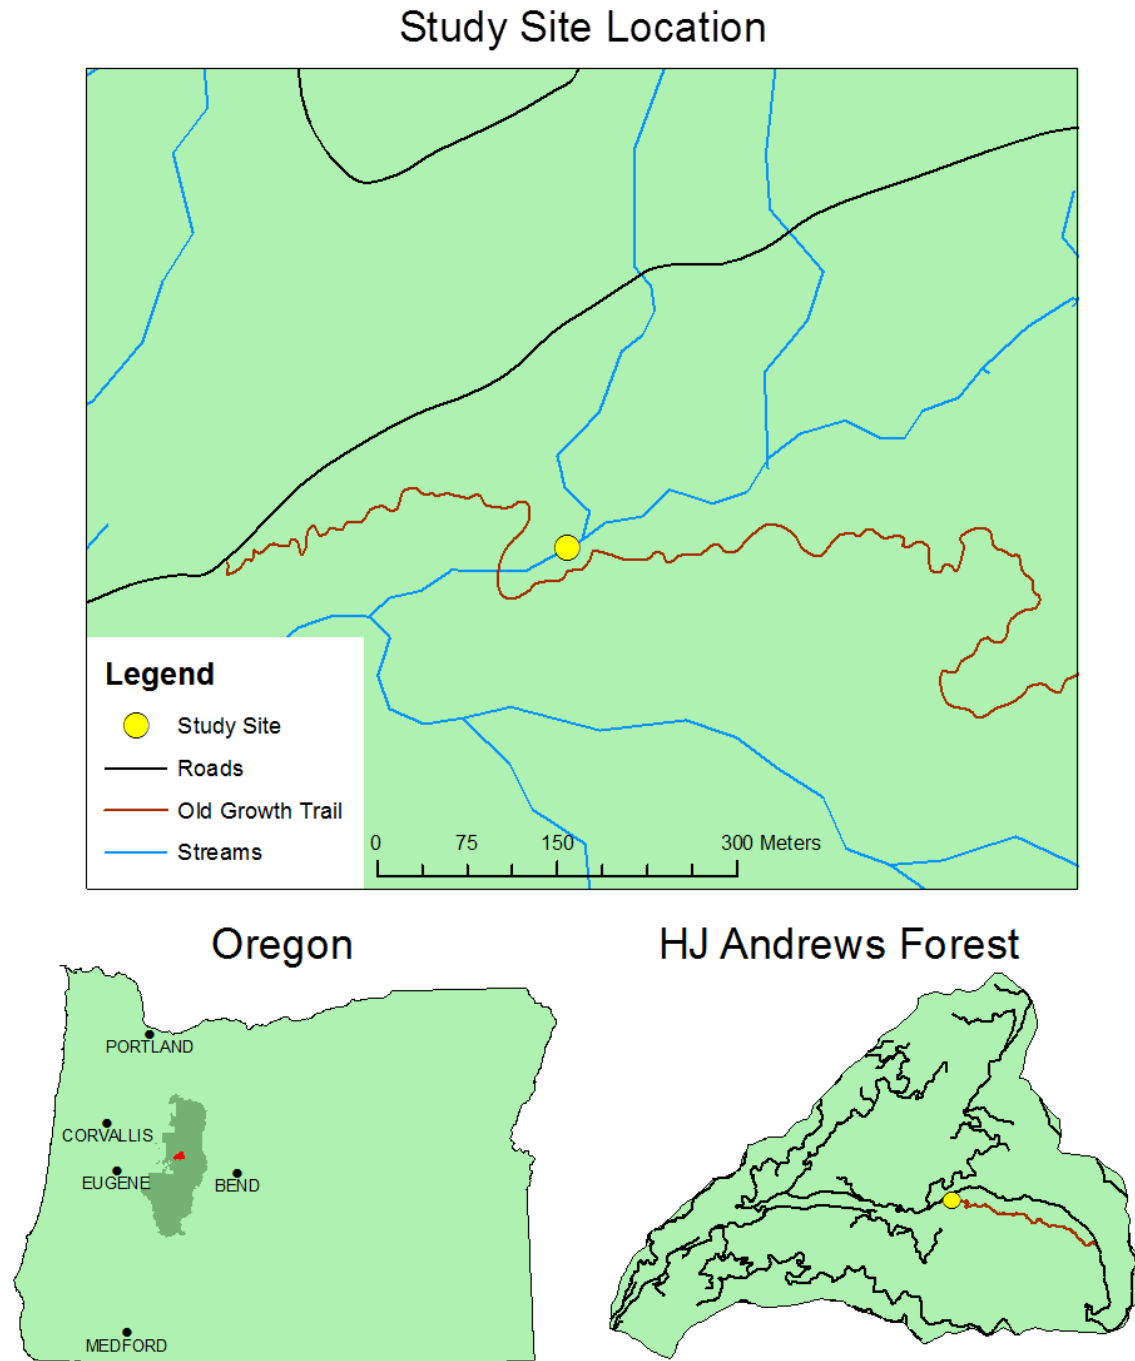 Study Site Location
Legend
Study Site
Roads
Old Growth Trail
Streams
0 75 150 300 Meters
Oregon
PORTLAND
CORVALLIS
EUGENE
BEND
MEDFORD
HJ Andrews Forest